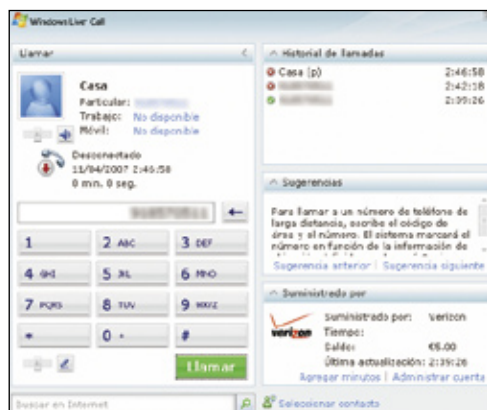 Windows Live Call
Llamar
Casa
Particular:
Trabajo: No disponible
Móvil: No disponible
Desconectado
11/04/2007 2:46:58
0 min. 0 seg.
1
2 ABC
3 DEF
4 GHI
5 JKL
6 MNO
7 PQRS
8 TUV
9 WXYZ
*
0 +
#
Llamar
Buscar en Internet
Historial de llamadas
Casa (p) 2:46:58
2:42:18
2:39:26
Sugerencias
Para llamar a un número de teléfono de
larga distancia, escriba el código de
área y el número. El sistema marcará el
número en función de la información de
Sugerencia anterior | Sugerencia siguiente
Suministrado por
verizon
Suministrado por: Verizon
Tiempo:
Saldo: €5.00
Última actualización: 2:39:26
Agregar minutos | Administrar cuenta
Seleccionar contacto